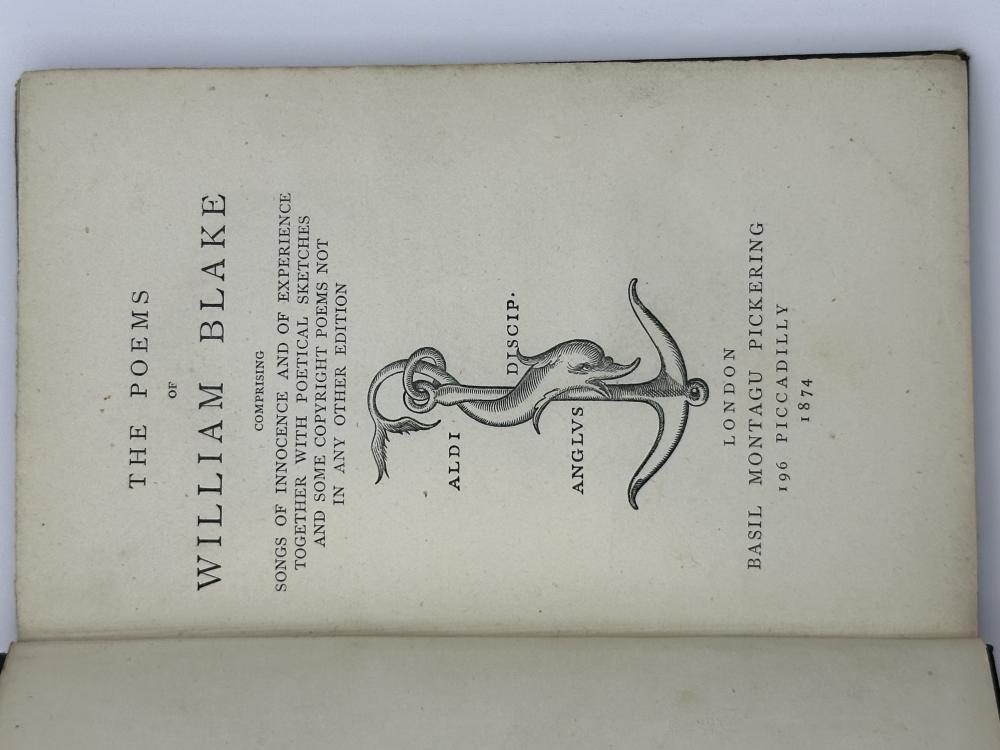 THE POEMS
OF
WILLIAM BLAKE
COMPRISING
SONGS OF INNOCENCE AND OF EXPERIENCE
TOGETHER WITH POETICAL SKETCHES
AND SOME COPYRIGHT POEMS NOT
IN ANY OTHER EDITION
ALDI
DISCIP.
ANGLVS
LONDON
BASIL MONTAGU PICKERING
196 PICCADILLY
1874